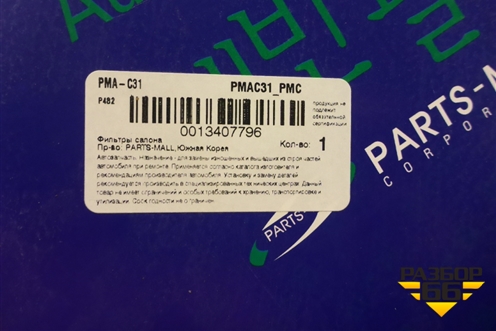 PMA-C31
PMAC31_PMC
P482
продукция не
подлежит
обязательной
сертификации
0013407796
Фильтры салона
Кол-во: 1
Пр-во: PARTS-MALL, Южная Корея
Автозапчасть. Назначение - для замены изношенных и вышедших из строя частей
автомобиля при ремонте. Применяется согласно каталога изготовителя и
рекомендациям производителя автомобиля. Установку и замену деталей
рекомендуется производить в специализированных технических центрах. Данный
товар не имеет ограничений и особых требований к хранению, транспортировке и
утилизации. Срок годности не ограничен.
PARTS-M
CORPOR
PARTS-
РАЗБОР
66